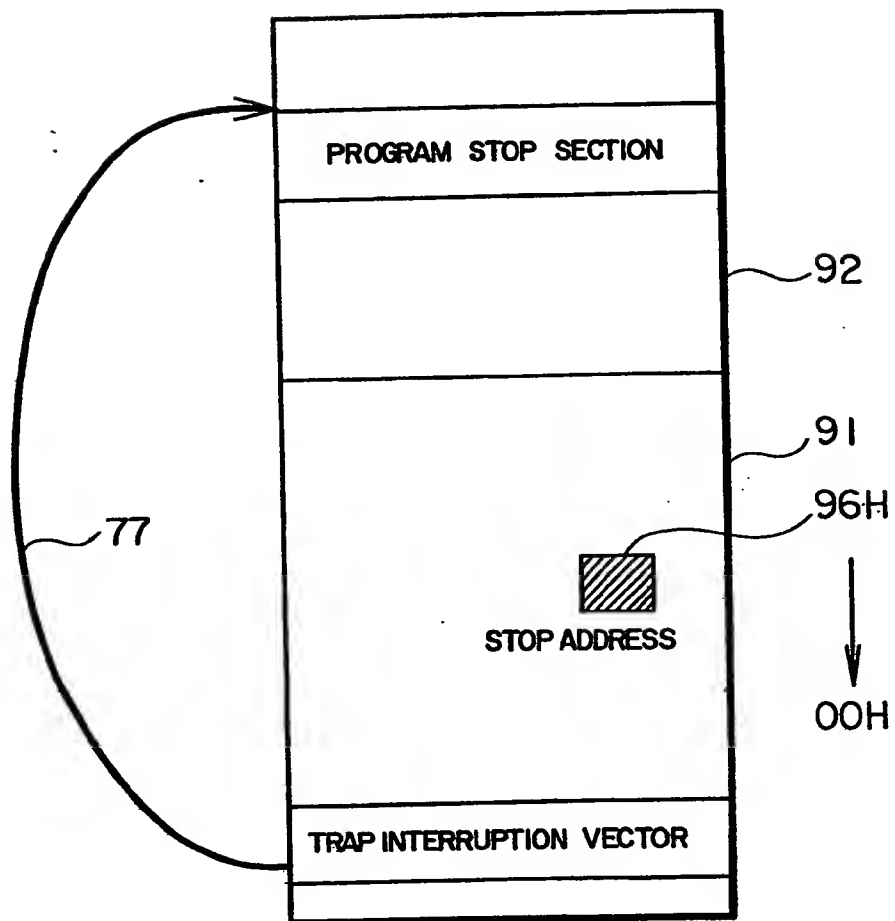 PROGRAM STOP SECTION
92
91
96H
77
STOP ADDRESS
00H
TRAP INTERRUPTION VECTOR